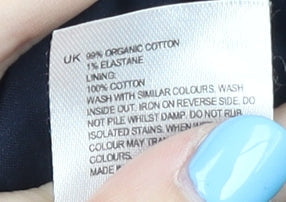 UK 99% ORGANIC COTTON
1% ELASTANE
LINING:
100% COTTON
WASH WITH SIMILAR COLOURS. WASH
INSIDE OUT. IRON ON REVERSE SIDE. DO
NOT PILE WHILST DAMP. DO NOT RUB
ISOLATED STAINS. WHEN
COLOUR MAY
MADE